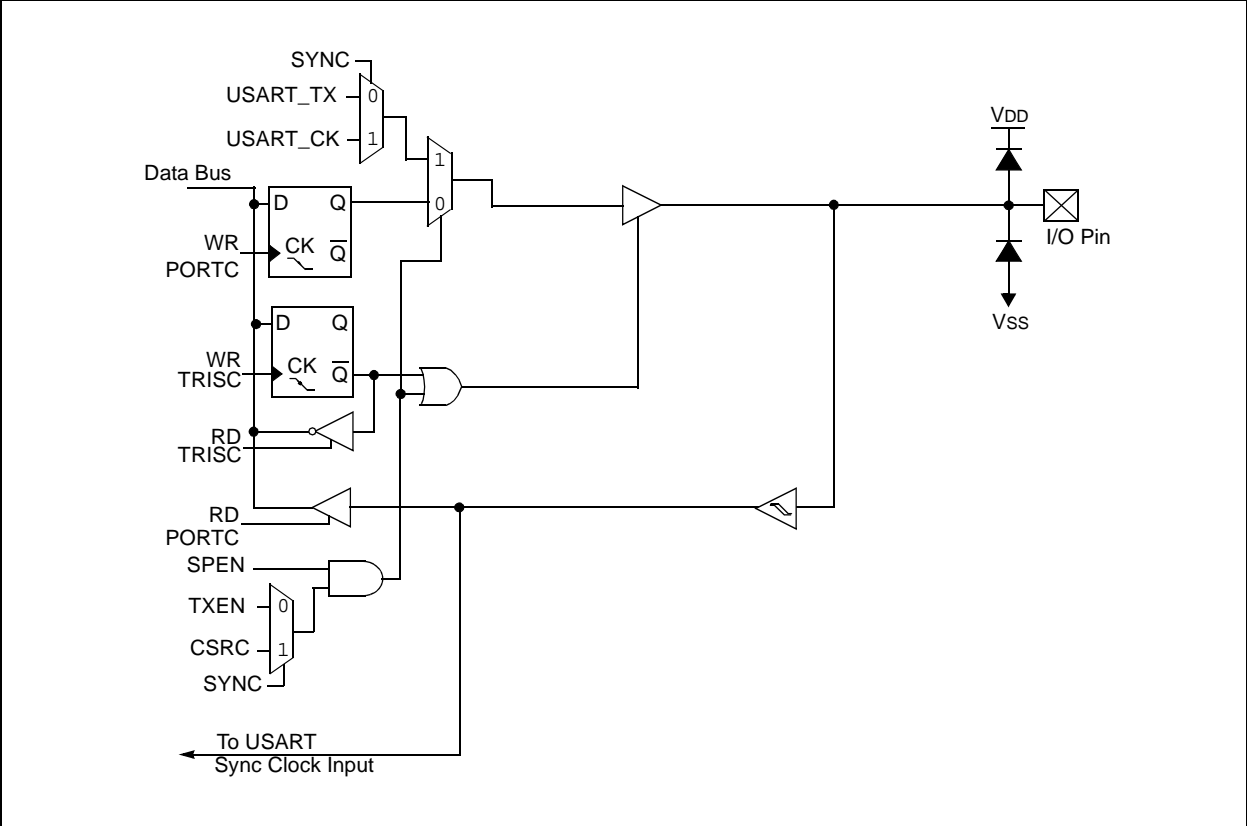 SYNC
USART_TX
0
USART_CK
1
1
0
VDD
I/O Pin
VSS
Data Bus
D Q
WR
PORTC
CK Q̅
D Q
WR
TRISC
CK Q̅
RD
TRISC
RD
PORTC
SPEN
TXEN
0
CSRC
1
SYNC
To USART
Sync Clock Input